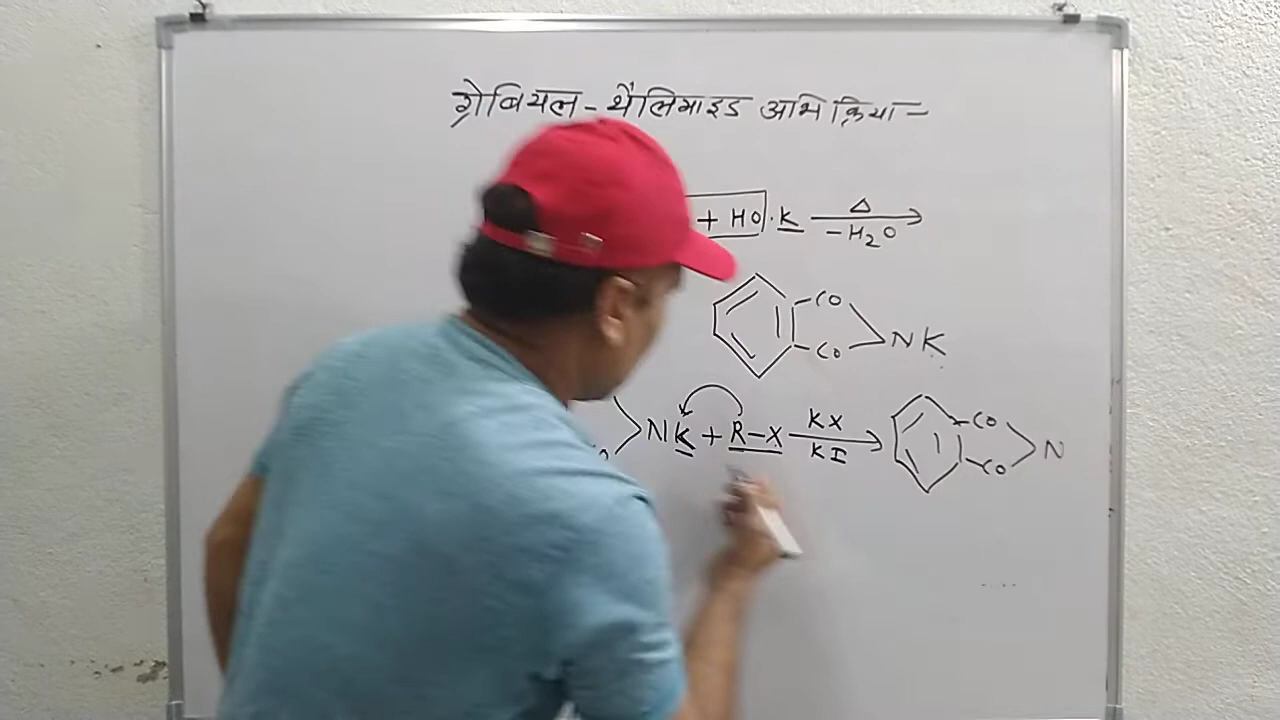 ग्रेबियल - थैलिमाइड अभिक्रिया -
+ HO · K Δ
- H2O
CO
CO NK
NK + R-X KX
KI CO
CO N